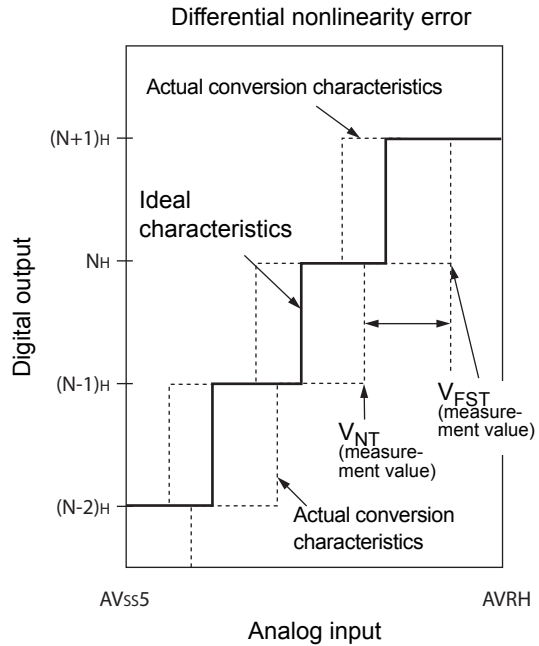 Differential nonlinearity error
Actual conversion characteristics
(N+1)H
Ideal
characteristics
NH
Digital output
(N-1)H
VFST
(measure-
ment value)
VNT
(measure-
ment value)
(N-2)H
Actual conversion
characteristics
AVSS5
AVRH
Analog input